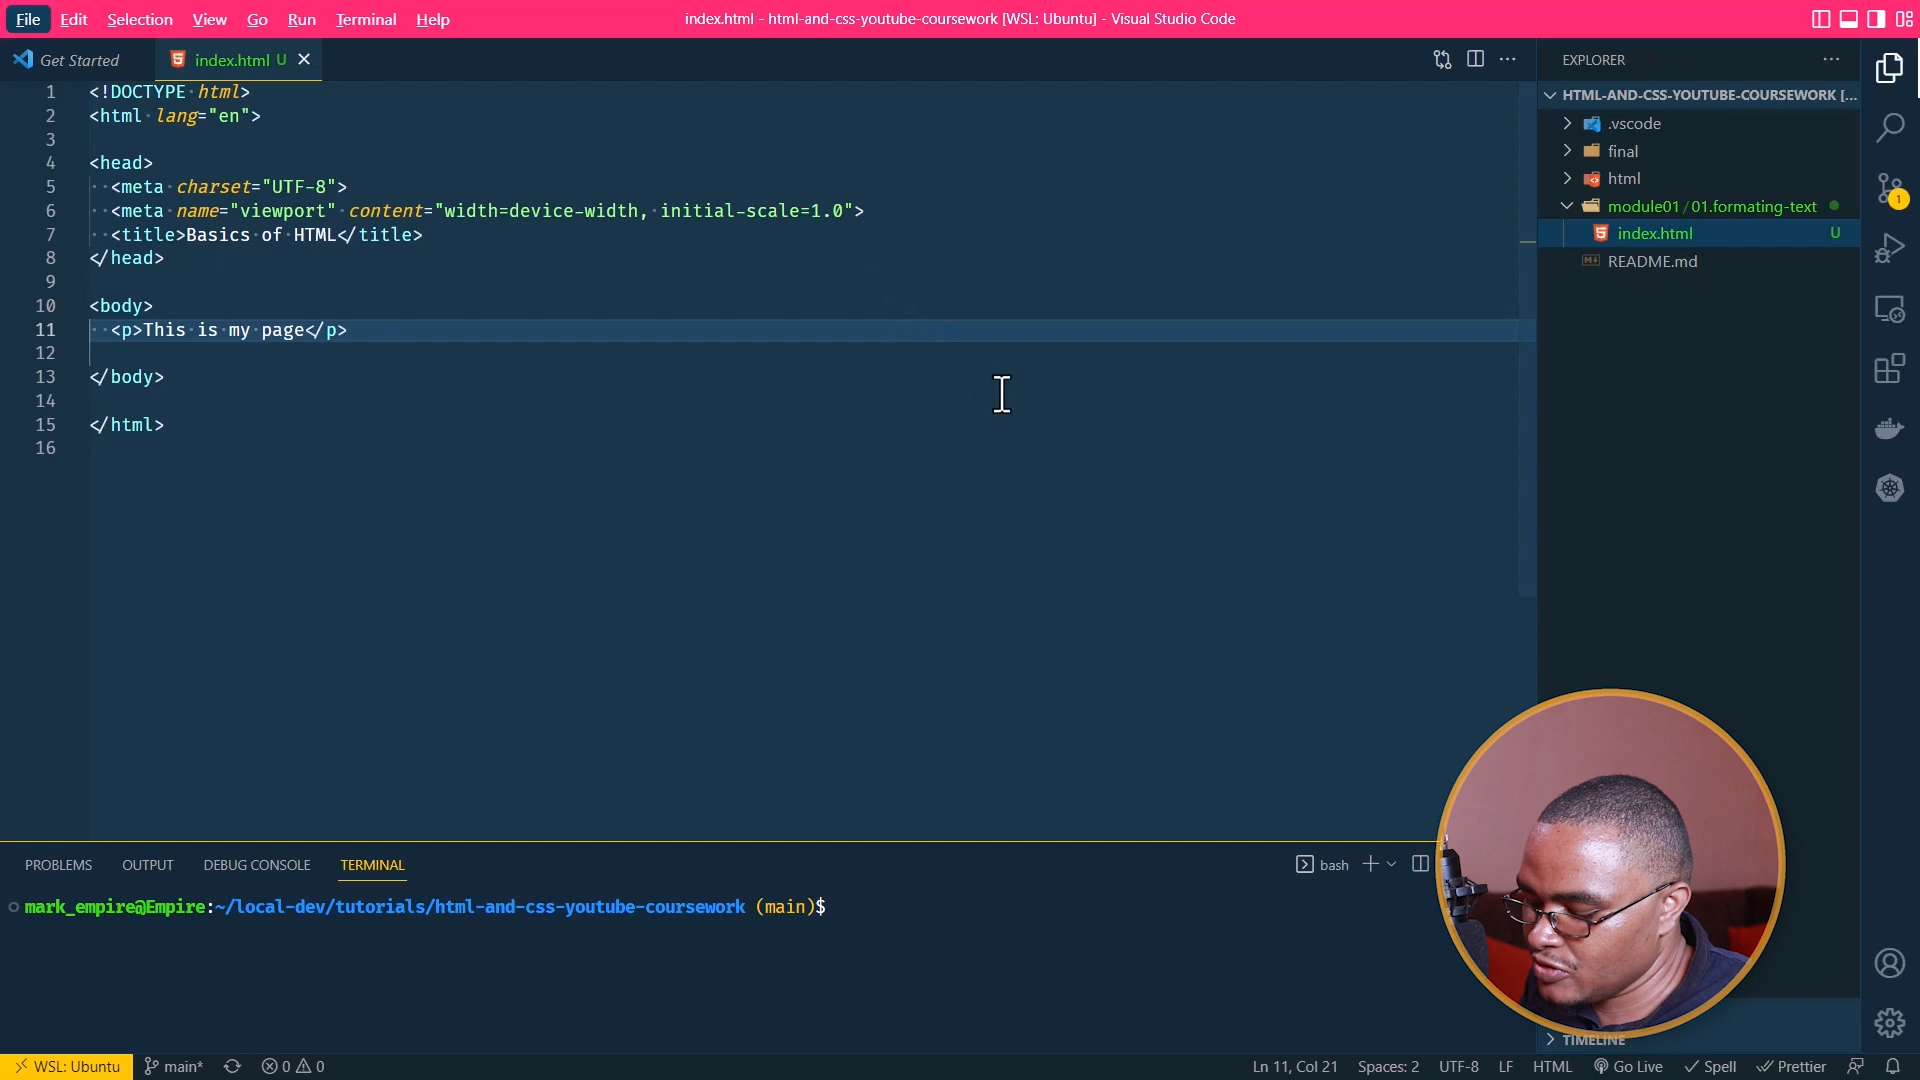 File Edit Selection View Go Run Terminal Help
index.html - html-and-css-youtube-coursework [WSL: Ubuntu] - Visual Studio Code
Get Started
index.html U
1 <!DOCTYPE html>
2 <html lang="en">
3
4 <head>
5 <meta charset="UTF-8">
6 <meta name="viewport" content="width=device-width, initial-scale=1.0">
7 <title>Basics of HTML</title>
8 </head>
9
10 <body>
11 <p>This is my page</p>
12
13 </body>
14
15 </html>
16
EXPLORER
HTML-AND-CSS-YOUTUBE-COURSEWORK [...
.vscode
final
html
module01/01.formating-text
index.html U
README.md
1
PROBLEMS OUTPUT DEBUG CONSOLE TERMINAL
bash
mark_empire@Empire:~/local-dev/tutorials/html-and-css-youtube-coursework (main)$
TIMELINE
WSL: Ubuntu main* 0 0
Ln 11, Col 21 Spaces: 2 UTF-8 LF HTML Go Live Spell Prettier